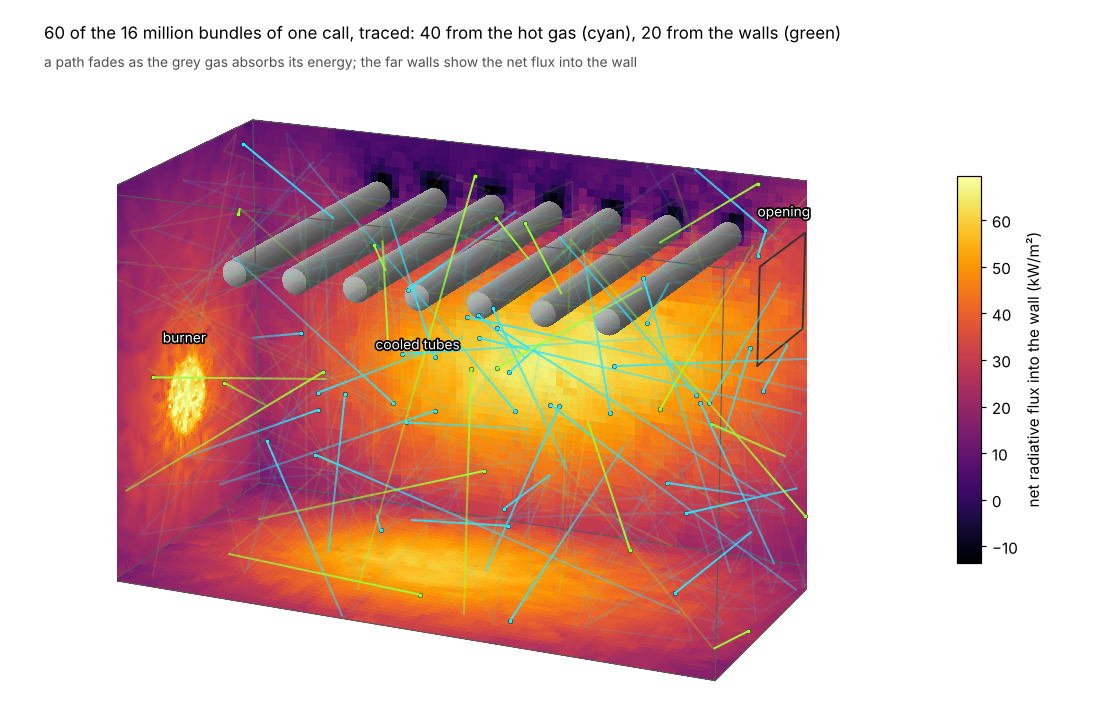 60 of the 16 million bundles of one call, traced: 40 from the hot gas (cyan), 20 from the walls (green)
a path fades as the grey gas absorbs its energy; the far walls show the net flux into the wall
opening
burner
cooled tubes
60
50
40
30
20
10
0
−10
net radiative flux into the wall (kW/m²)